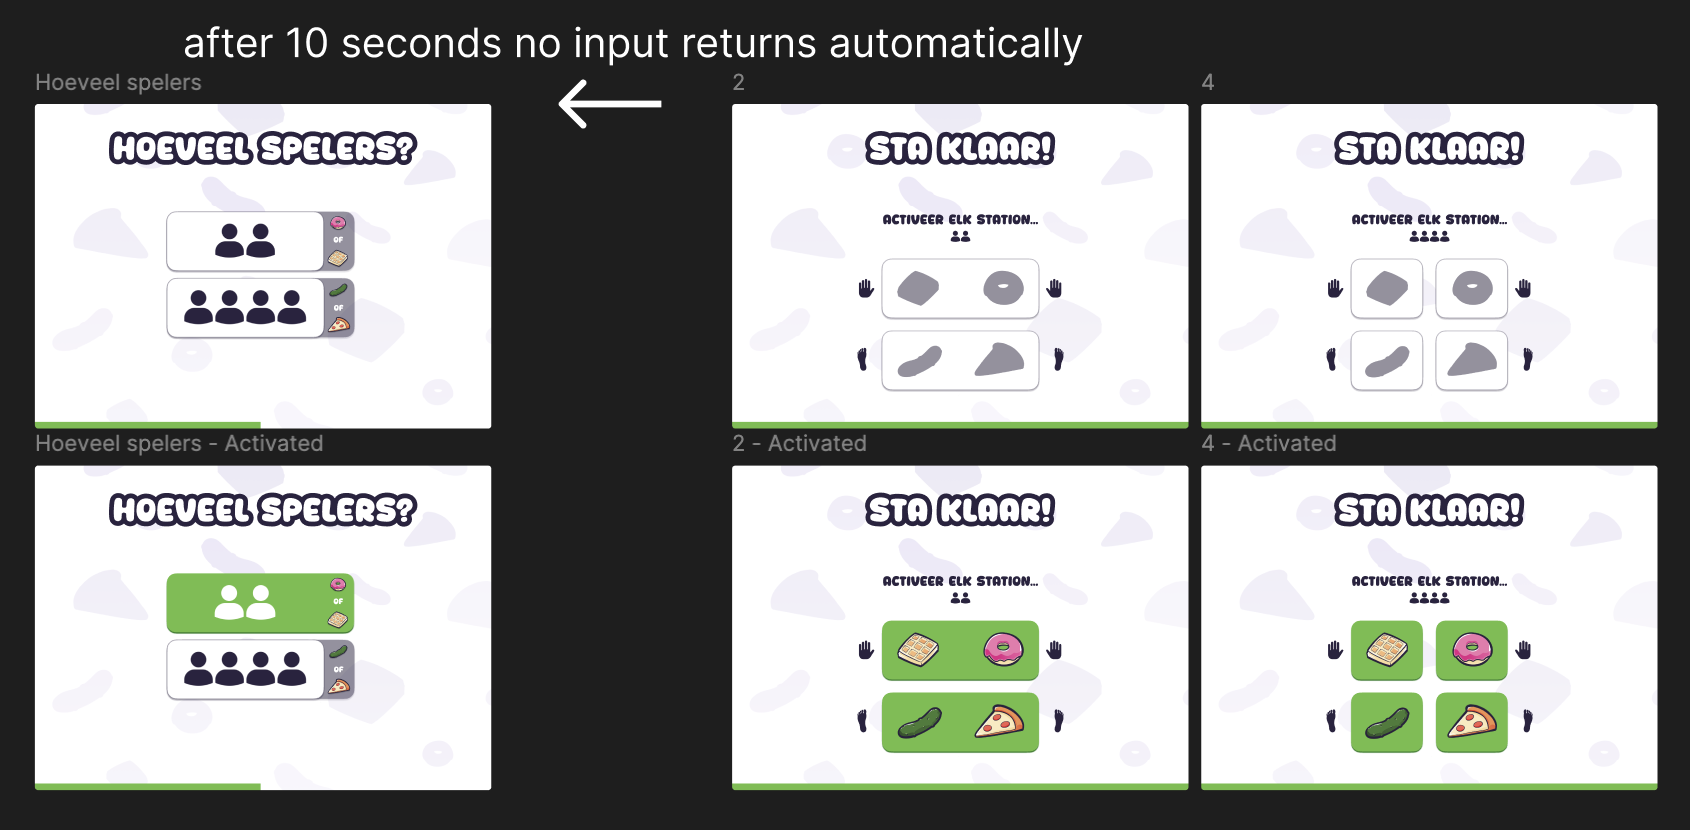 after 10 seconds no input returns automatically
Hoeveel spelers
HOEVEEL SPELERS?
OF
OF
2
STA KLAAR!
ACTIVEER ELK STATION...
4
STA KLAAR!
ACTIVEER ELK STATION...
Hoeveel spelers - Activated
HOEVEEL SPELERS?
OF
OF
2 - Activated
STA KLAAR!
ACTIVEER ELK STATION...
4 - Activated
STA KLAAR!
ACTIVEER ELK STATION...